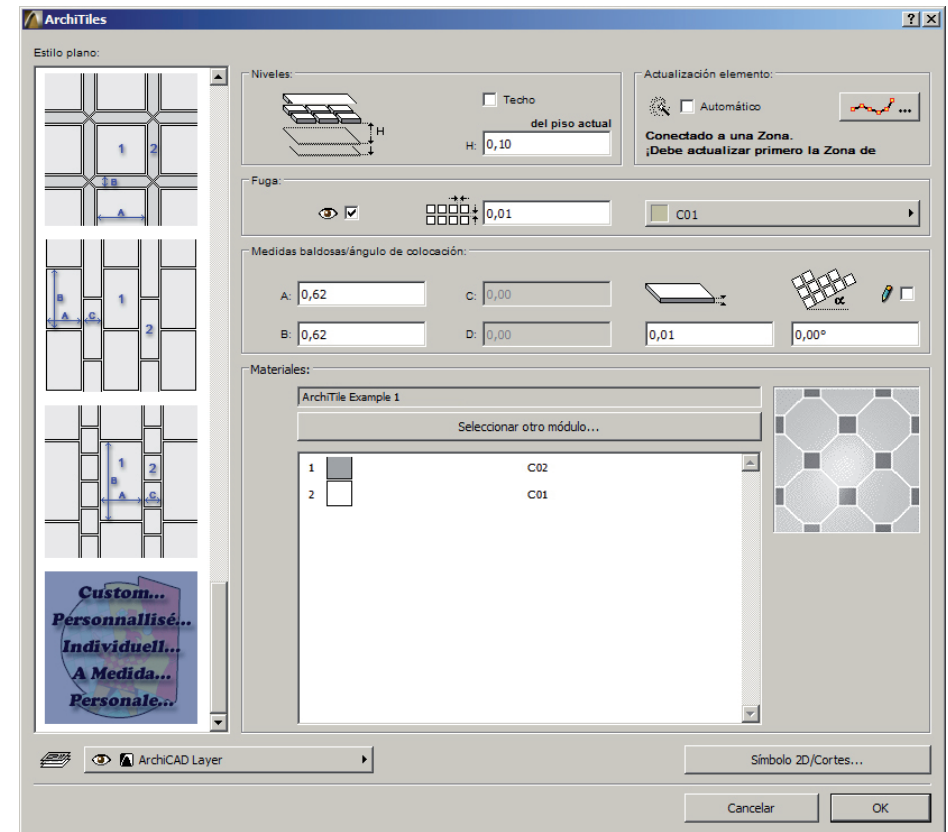 ArchiTiles
Estilo plano:
1 2
B
A
B
A C
1
2
1 2
B
A C
Custom...
Personnallisé...
Individuell...
A Medida...
Personale...
Niveles:
H
Techo
del piso actual
H: 0,10
Actualización elemento:
Automático
...
Conectado a una Zona.
¡Debe actualizar primero la Zona de
Fuga:
0,01
C01
Medidas baldosas/ángulo de colocación:
A: 0,62
C: 0,00
α
B: 0,62
D: 0,00
0,01
0,00°
Materiales:
ArchiTile Example 1
Seleccionar otro módulo...
1 C02
2 C01
ArchiCAD Layer
Símbolo 2D/Cortes...
Cancelar
OK